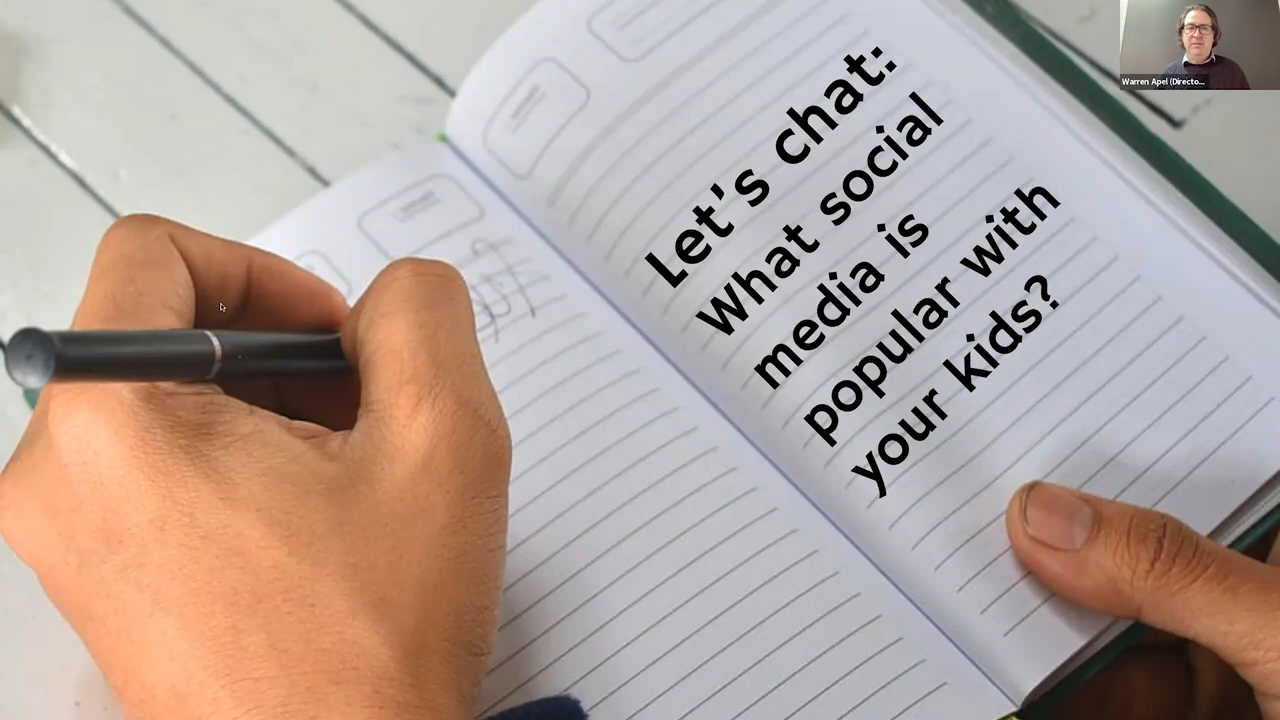 Let's chat:
What social
media is
popular with
your kids?
Warren Apel (Directo...